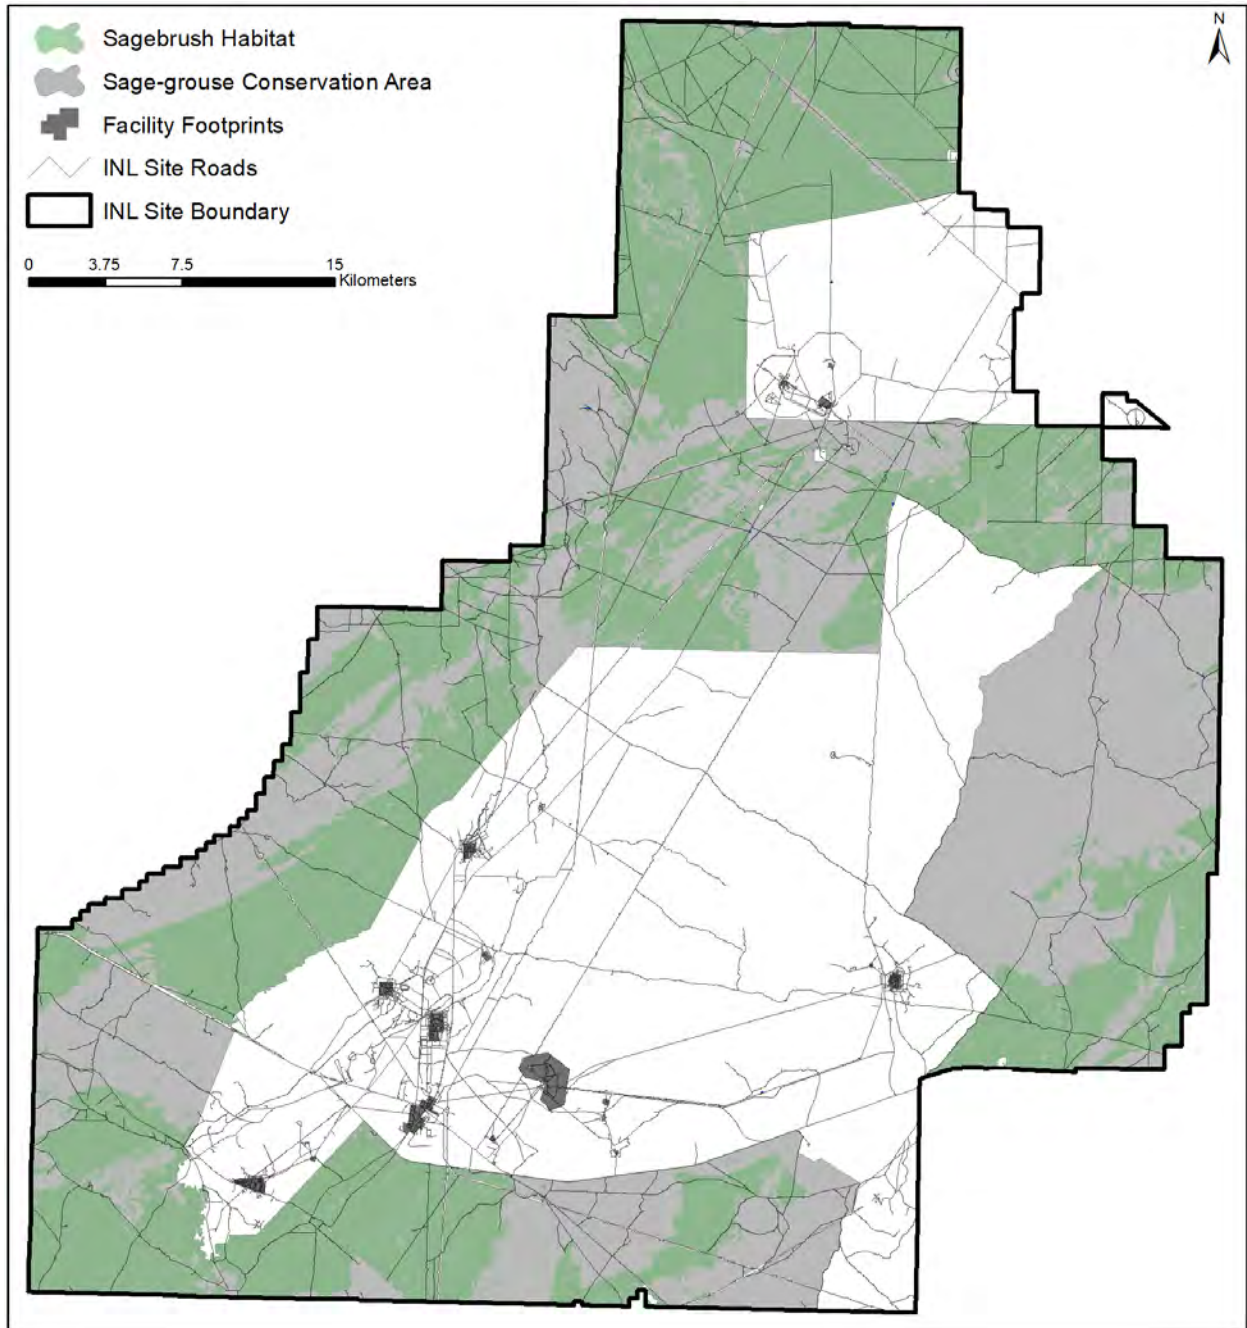 Sagebrush Habitat
Sage-grouse Conservation Area
Facility Footprints
INL Site Roads
INL Site Boundary
0 3.75 7.5 15
Kilometers
N